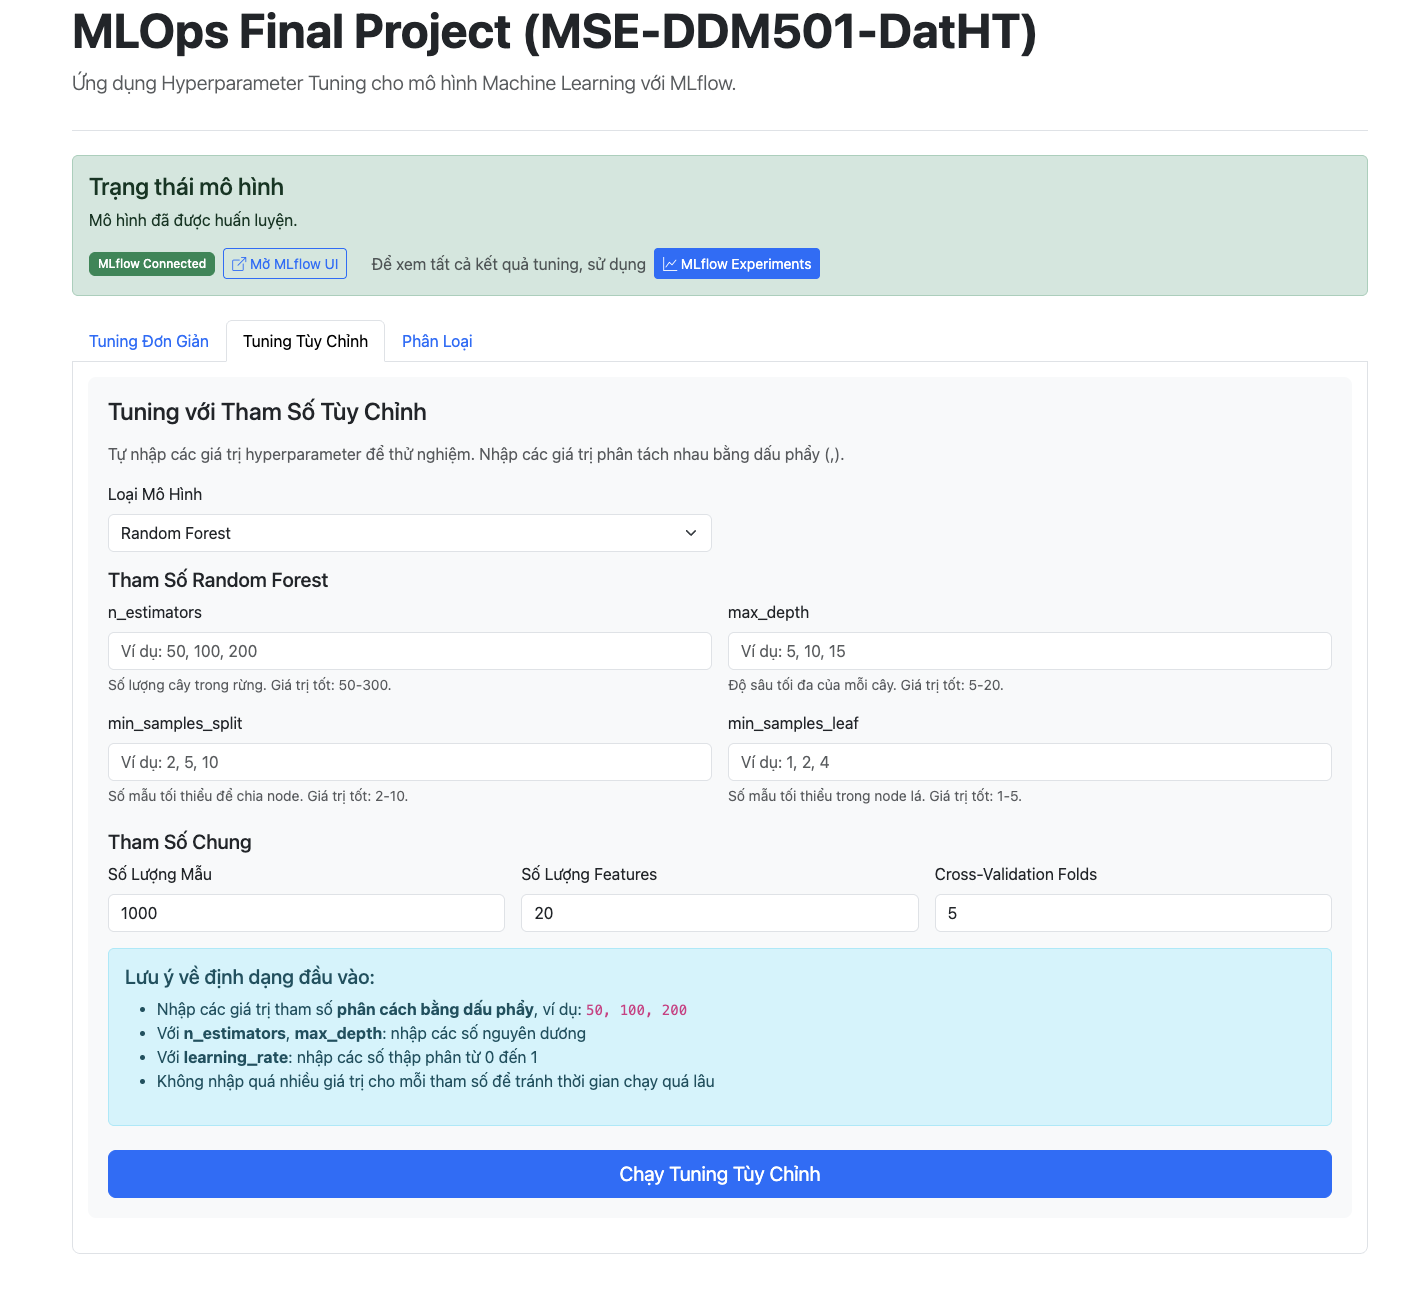 MLOps Final Project (MSE-DDM501-DatHT)
Ứng dụng Hyperparameter Tuning cho mô hình Machine Learning với MLflow.
Trạng thái mô hình
Mô hình đã được huấn luyện.
MLflow Connected
Mở MLflow UI
Để xem tất cả kết quả tuning, sử dụng
MLflow Experiments
Tuning Đơn Giản
Tuning Tùy Chỉnh
Phân Loại
Tuning với Tham Số Tùy Chỉnh
Tự nhập các giá trị hyperparameter để thử nghiệm. Nhập các giá trị phân tách nhau bằng dấu phẩy (,).
Loại Mô Hình
Random Forest
Tham Số Random Forest
n_estimators
max_depth
Ví dụ: 50, 100, 200
Ví dụ: 5, 10, 15
Số lượng cây trong rừng. Giá trị tốt: 50-300.
Độ sâu tối đa của mỗi cây. Giá trị tốt: 5-20.
min_samples_split
min_samples_leaf
Ví dụ: 2, 5, 10
Ví dụ: 1, 2, 4
Số mẫu tối thiểu để chia node. Giá trị tốt: 2-10.
Số mẫu tối thiểu trong node lá. Giá trị tốt: 1-5.
Tham Số Chung
Số Lượng Mẫu
Số Lượng Features
Cross-Validation Folds
1000
20
5
Lưu ý về định dạng đầu vào:
• Nhập các giá trị tham số phân cách bằng dấu phẩy, ví dụ: 50, 100, 200
• Với n_estimators, max_depth: nhập các số nguyên dương
• Với learning_rate: nhập các số thập phân từ 0 đến 1
• Không nhập quá nhiều giá trị cho mỗi tham số để tránh thời gian chạy quá lâu
Chạy Tuning Tùy Chỉnh